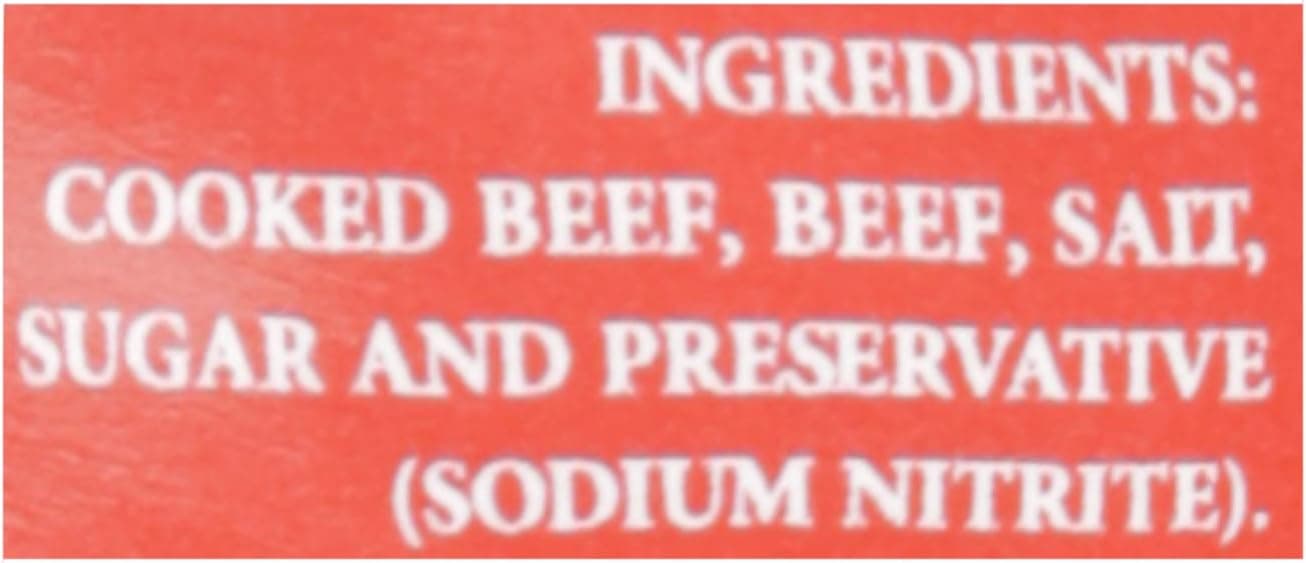 INGREDIENTS:
COOKED BEEF, BEEF, SALT,
SUGAR AND PRESERVATIVE
(SODIUM NITRITE).